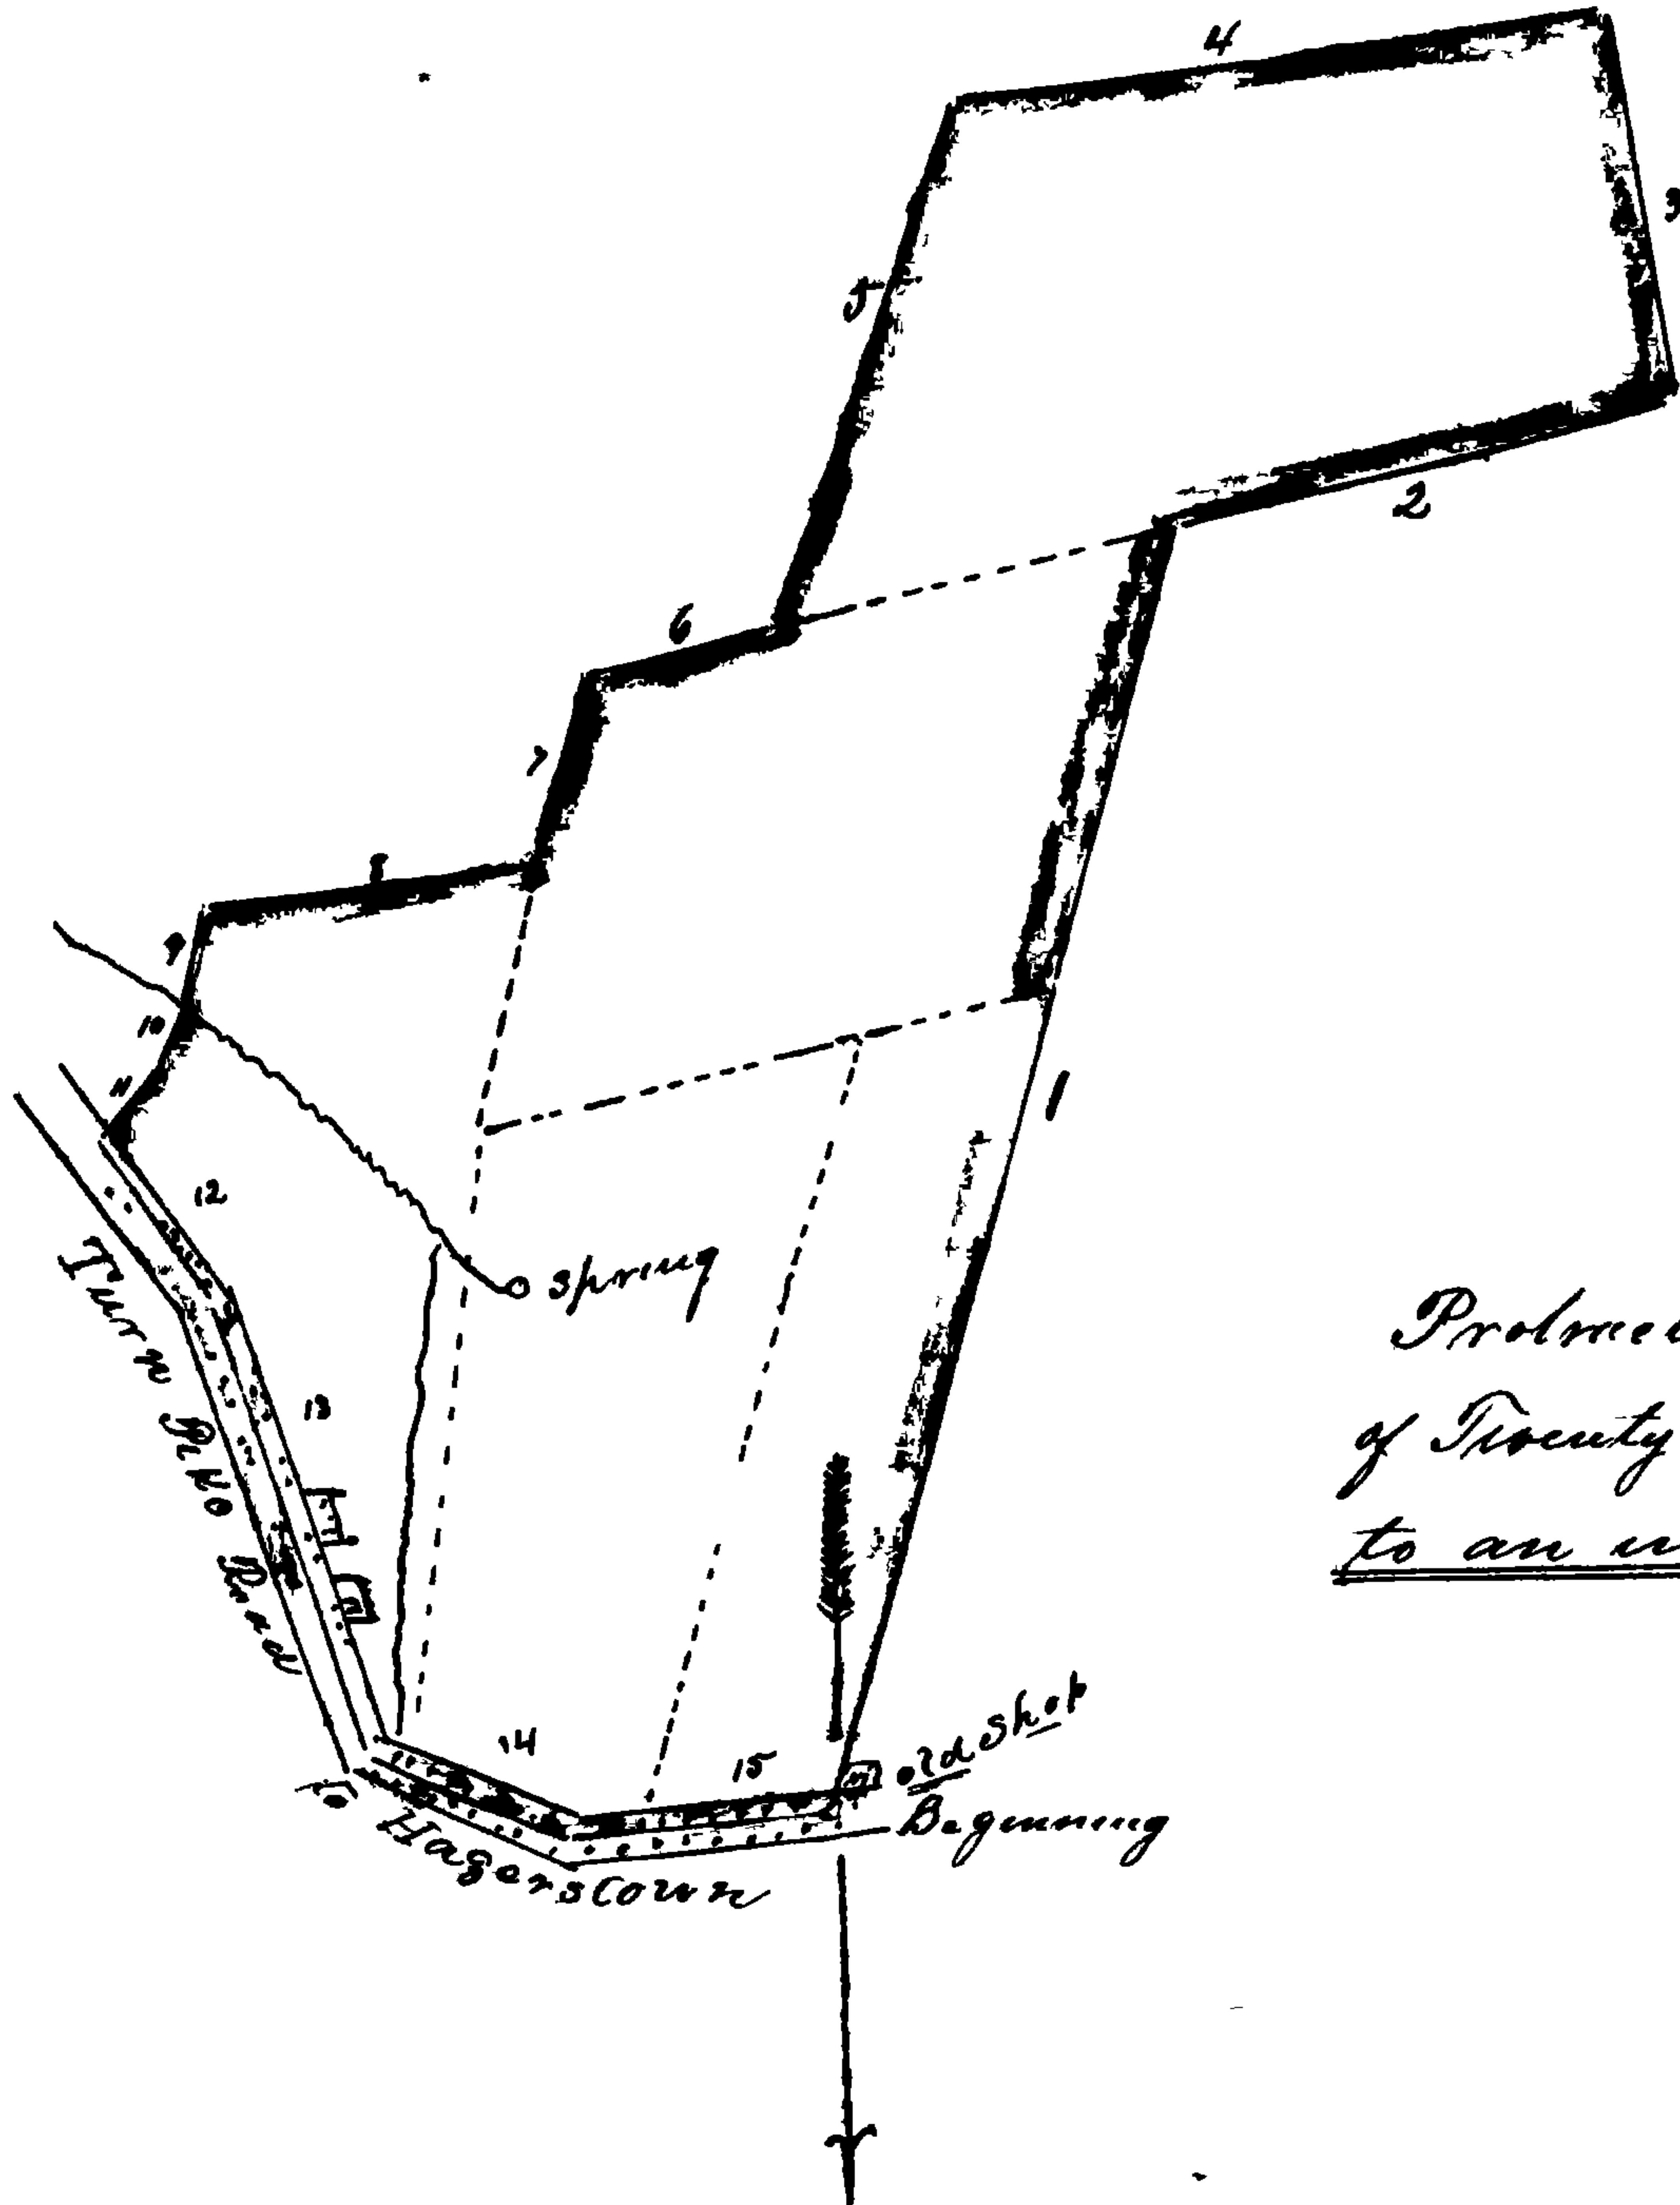 4
3
5
2
6
7
8
9
10
11
1
12
spring
Turn Pike Road
13
of Twenty
to an
14
15
old Shop
Beginning
to Hagerstown